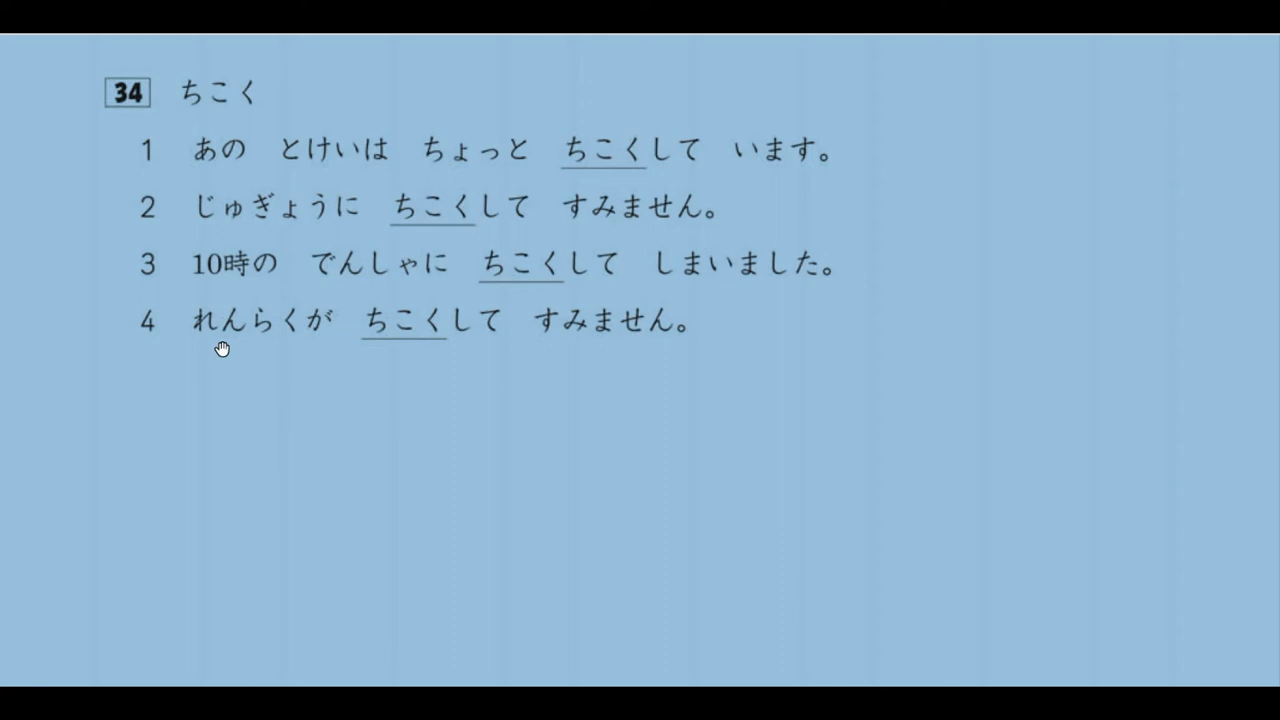 34 ちこく
1 あの とけいは ちょっと ちこくして います。
2 じゅぎょうに ちこくして すみません。
3 10時の でんしゃに ちこくして しまいました。
4 れんらくが ちこくして すみません。